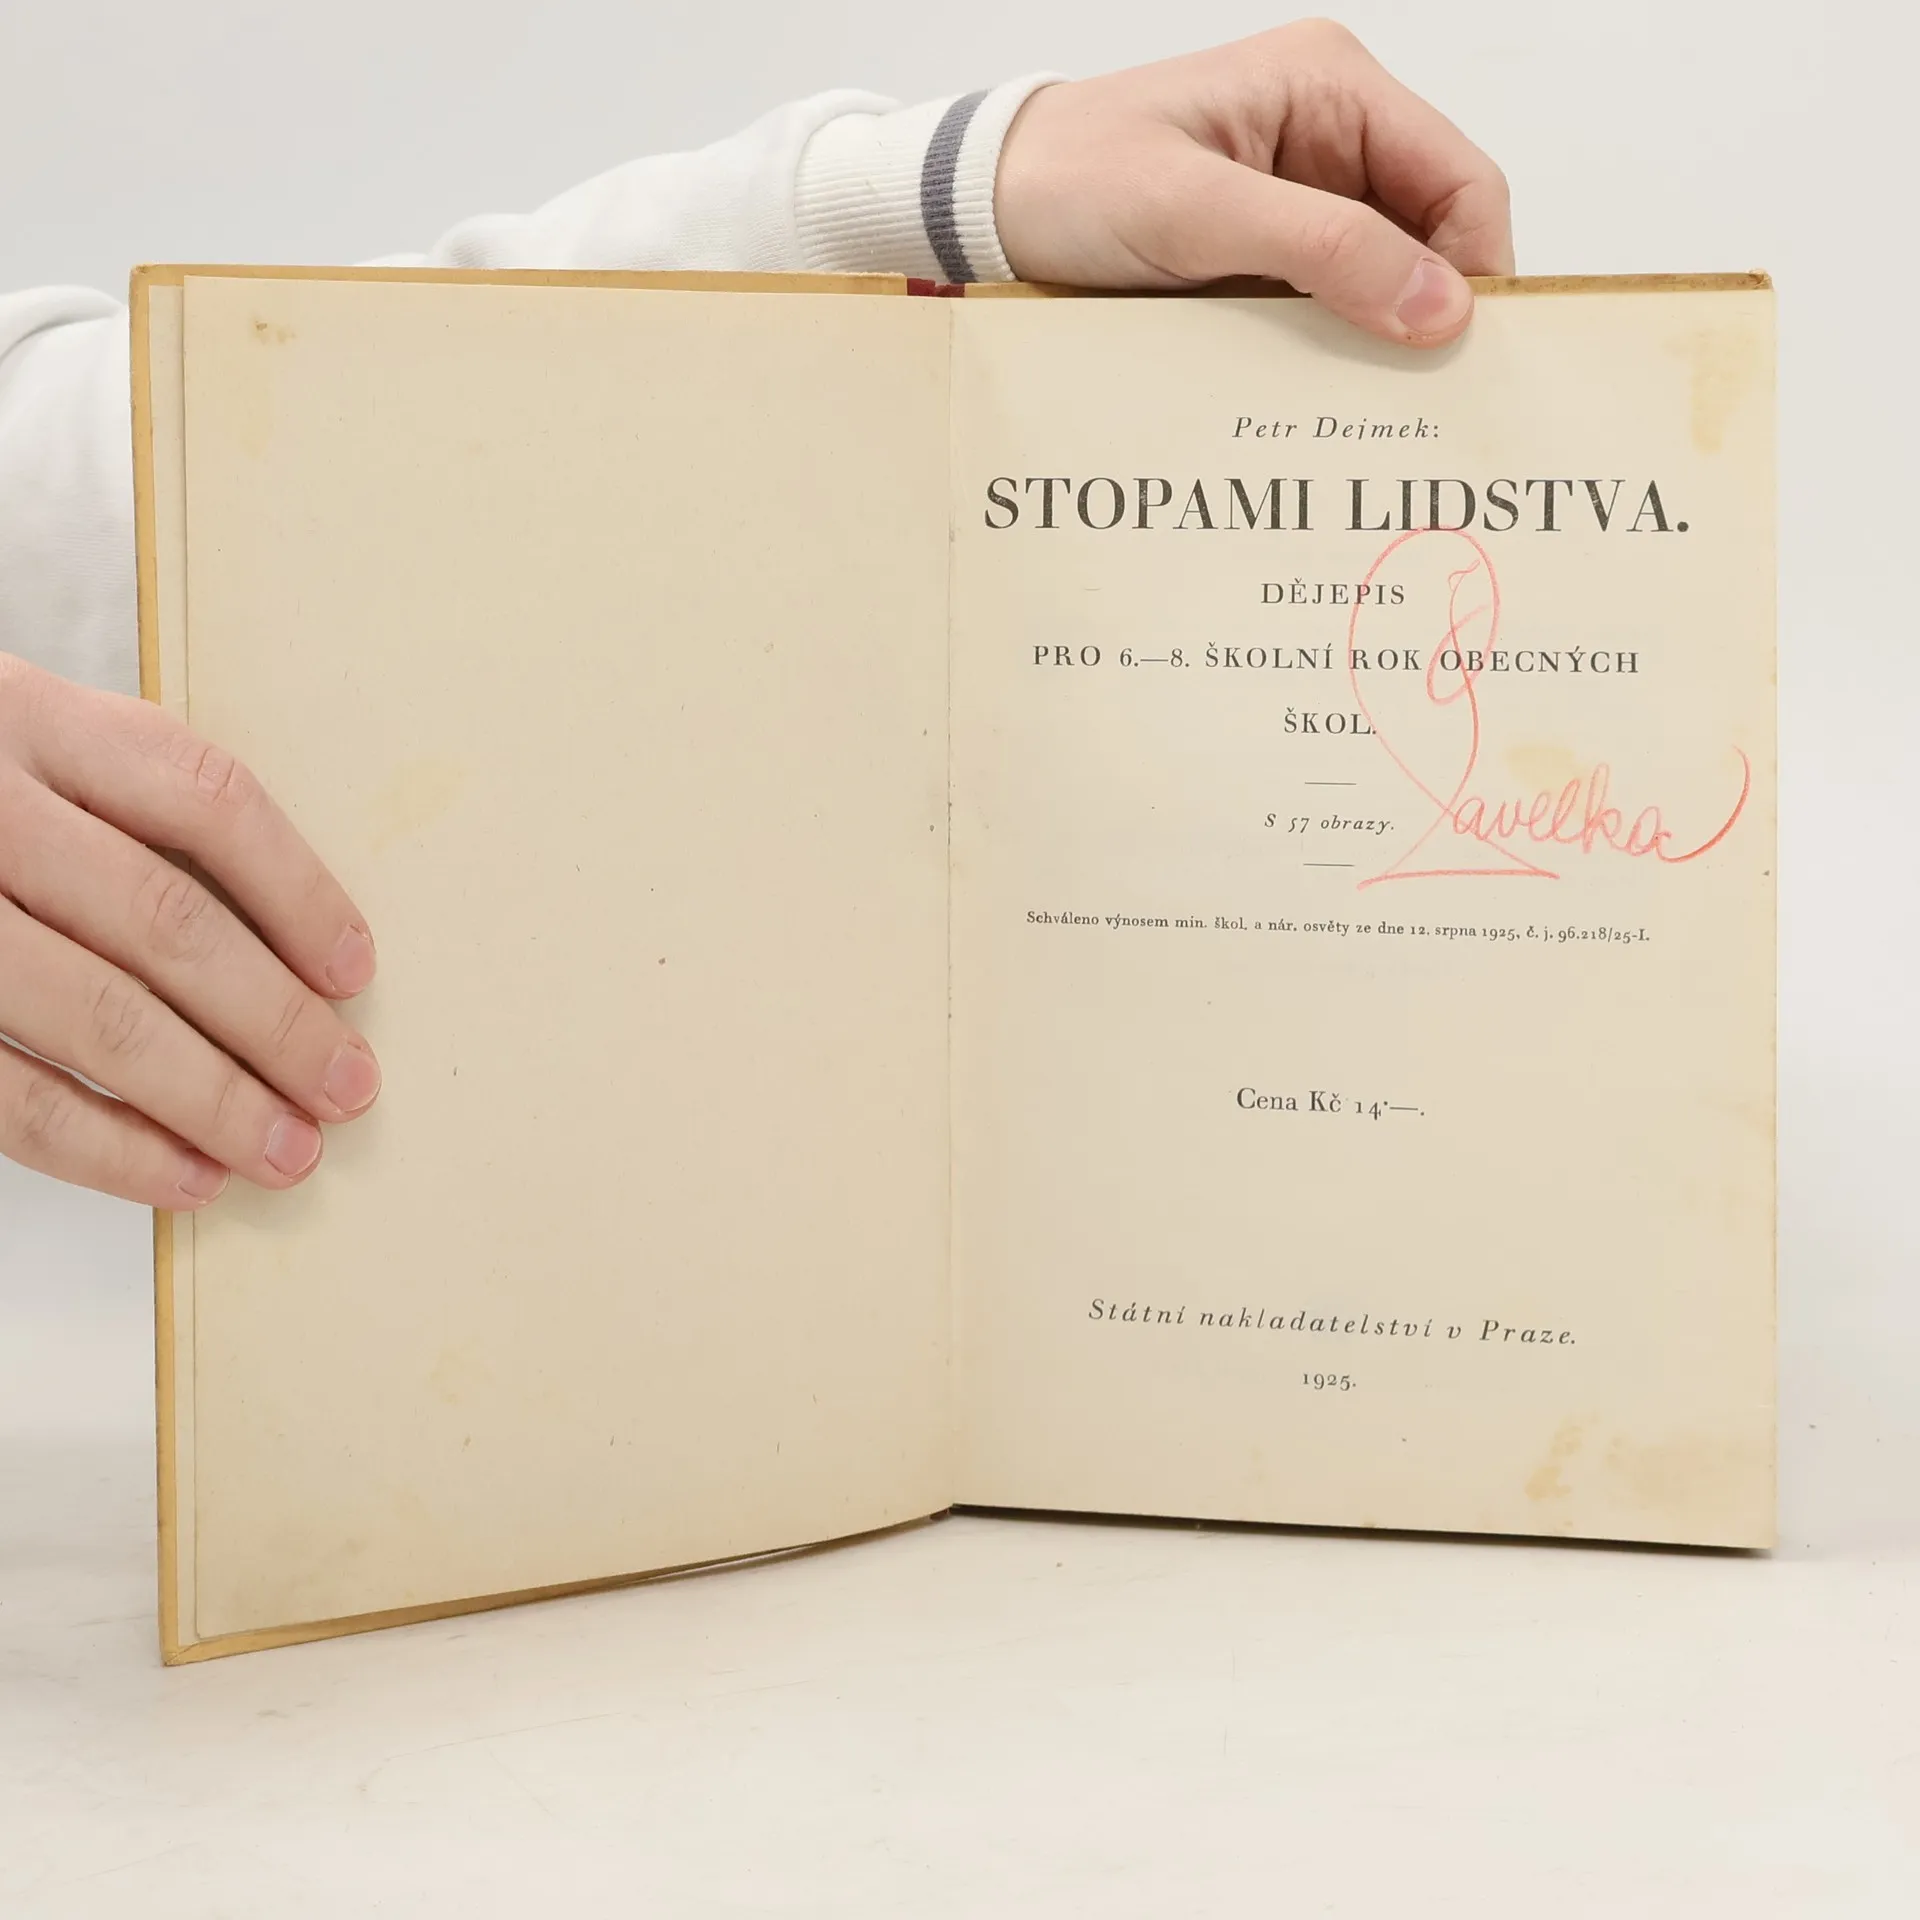 Petr Dejmek:
STOPAMI LIDSTVA.
DĚJEPIS
PRO 6.—8. ŠKOLNÍ ROK OBECNÝCH
ŠKOL.
S 57 obrazy.
Schváleno výnosem min. škol. a nár. osvěty ze dne 12. srpna 1925, č. j. 96.218/25-I.
Cena Kč 14·—.
Státní nakladatelství v Praze.
1925.